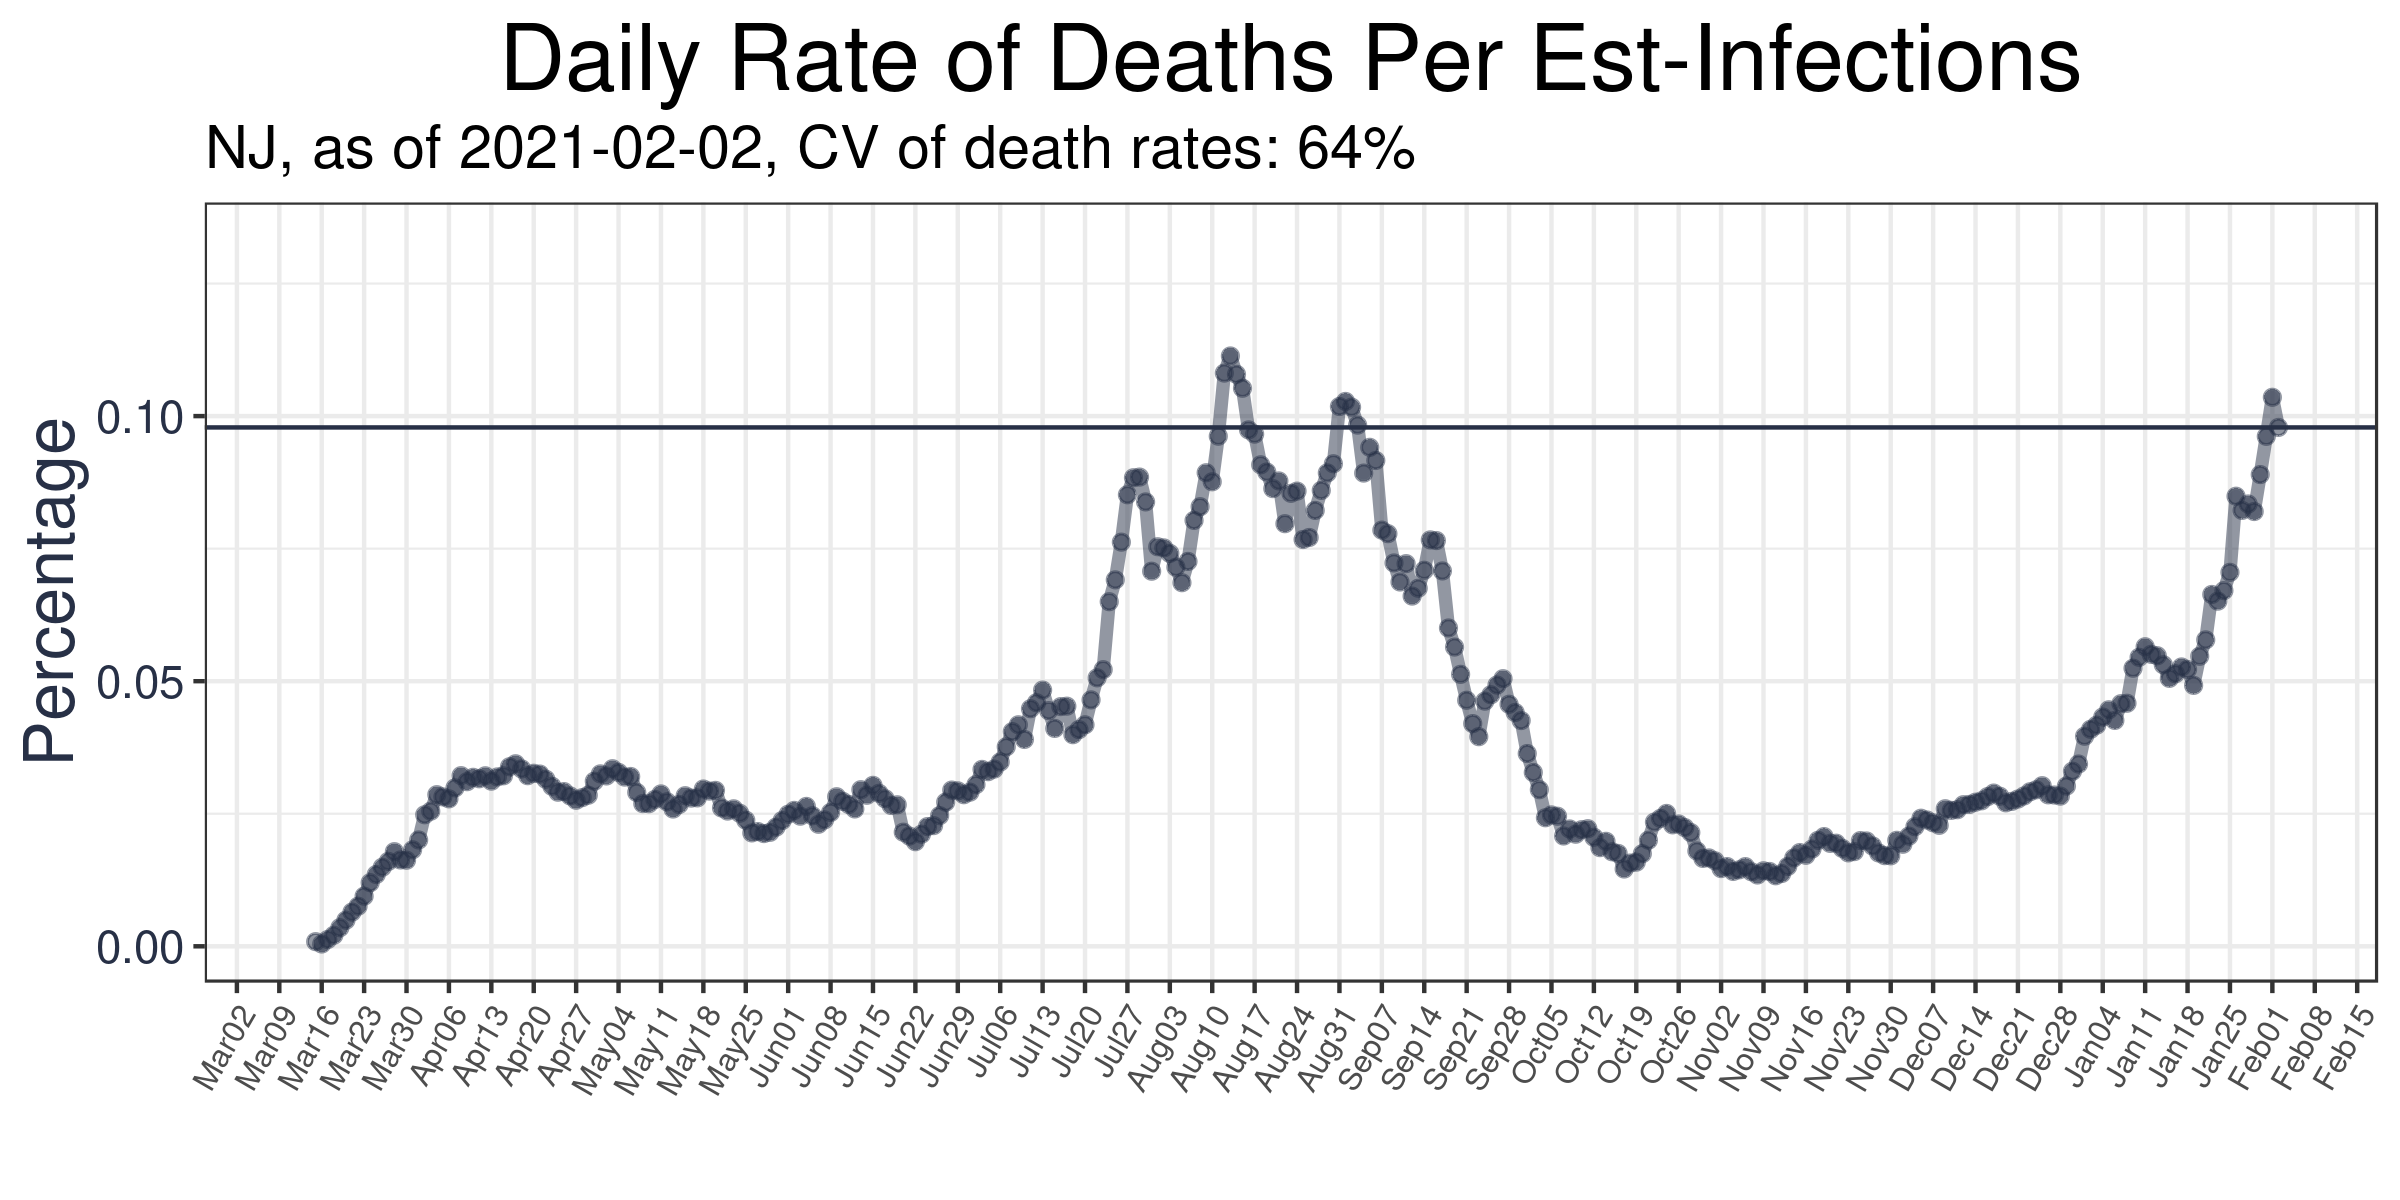 Daily Rate of Deaths Per Est-Infections
NJ, as of 2021-02-02, CV of death rates: 64%
Percentage
0.10
0.05
0.00
Mar02 Mar09 Mar16 Mar23 Mar30 Apr06 Apr13 Apr20 Apr27 May04 May11 May18 May25 Jun01 Jun08 Jun15 Jun22 Jun29 Jul06 Jul13 Jul20 Jul27 Aug03 Aug10 Aug17 Aug24 Aug31 Sep07 Sep14 Sep21 Sep28 Oct05 Oct12 Oct19 Oct26 Nov02 Nov09 Nov16 Nov23 Nov30 Dec07 Dec14 Dec21 Dec28 Jan04 Jan11 Jan18 Jan25 Feb01 Feb08 Feb15